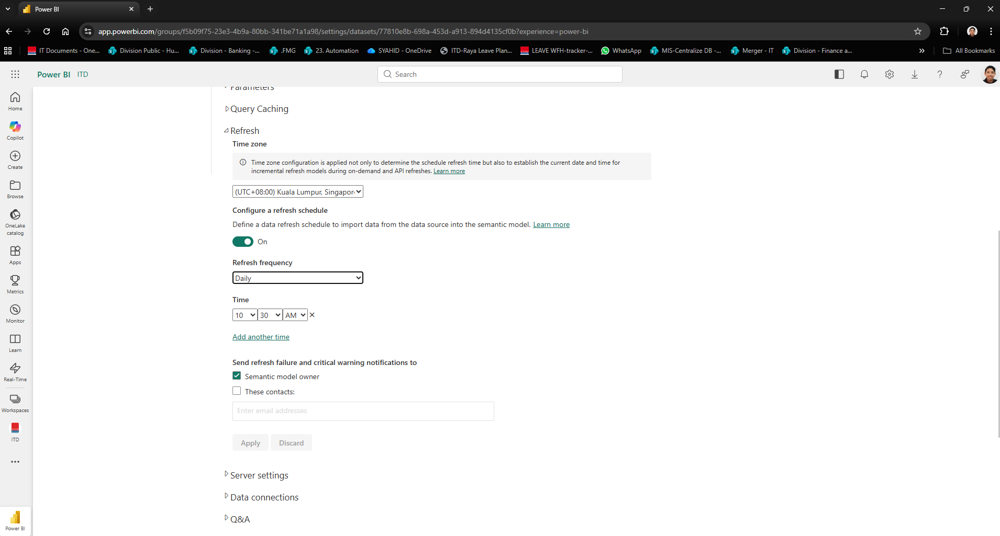 Power BI
app.powerbi.com/groups/f5b09f75-23e3-4b9a-80bb-341be71a1a98/settings/datasets/77810e8b-698a-453d-a913-894d4135cf0b?experience=power-bi
IT Documents - One...
Division Public - Hu...
Division - Banking -...
.FMG
23. Automation
SYAHID - OneDrive
ITD-Raya Leave Plan...
LEAVE WFH-tracker-...
WhatsApp
MIS-Centralize DB -...
Merger - IT
Division - Finance a...
All Bookmarks
Power BI ITD
Search
Home
Copilot
Create
Browse
OneLake
catalog
Apps
Metrics
Monitor
Learn
Real-Time
Workspaces
ITD
Power BI
Parameters
Query Caching
Refresh
Time zone
Time zone configuration is applied not only to determine the schedule refresh time but also to establish the current date and time for
incremental refresh models during on-demand and API refreshes. Learn more
(UTC+08:00) Kuala Lumpur, Singapor
Configure a refresh schedule
Define a data refresh schedule to import data from the data source into the semantic model. Learn more
On
Refresh frequency
Daily
Time
10 30 AM
Add another time
Send refresh failure and critical warning notifications to
Semantic model owner
These contacts:
Enter email addresses
Apply Discard
Server settings
Data connections
Q&A